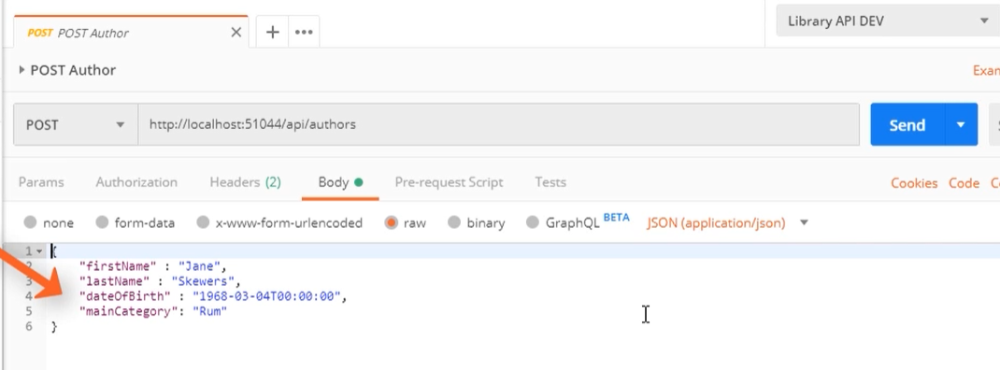 POST POST Author
Library API DEV
POST Author
POST http://localhost:51044/api/authors Send
Params Authorization Headers (2) Body Pre-request Script Tests Cookies Code
none form-data x-www-form-urlencoded raw binary GraphQL BETA JSON (application/json)
1 {
2 "firstName" : "Jane",
3 "lastName" : "Skewers",
4 "dateOfBirth" : "1968-03-04T00:00:00",
5 "mainCategory": "Rum"
6 }